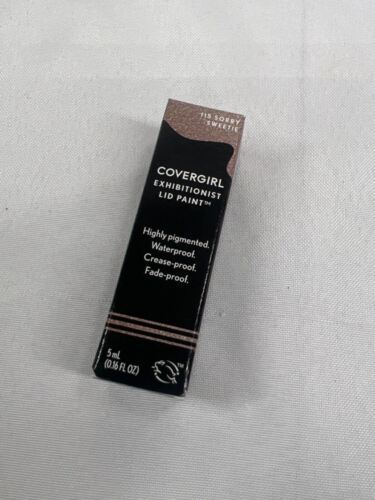 115 SORRY
SWEETIE
COVERGIRL
EXHIBITIONIST
LID PAINT™
Highly pigmented.
Waterproof.
Crease-proof.
Fade-proof.
5 mL
(0.16 FL OZ)
™